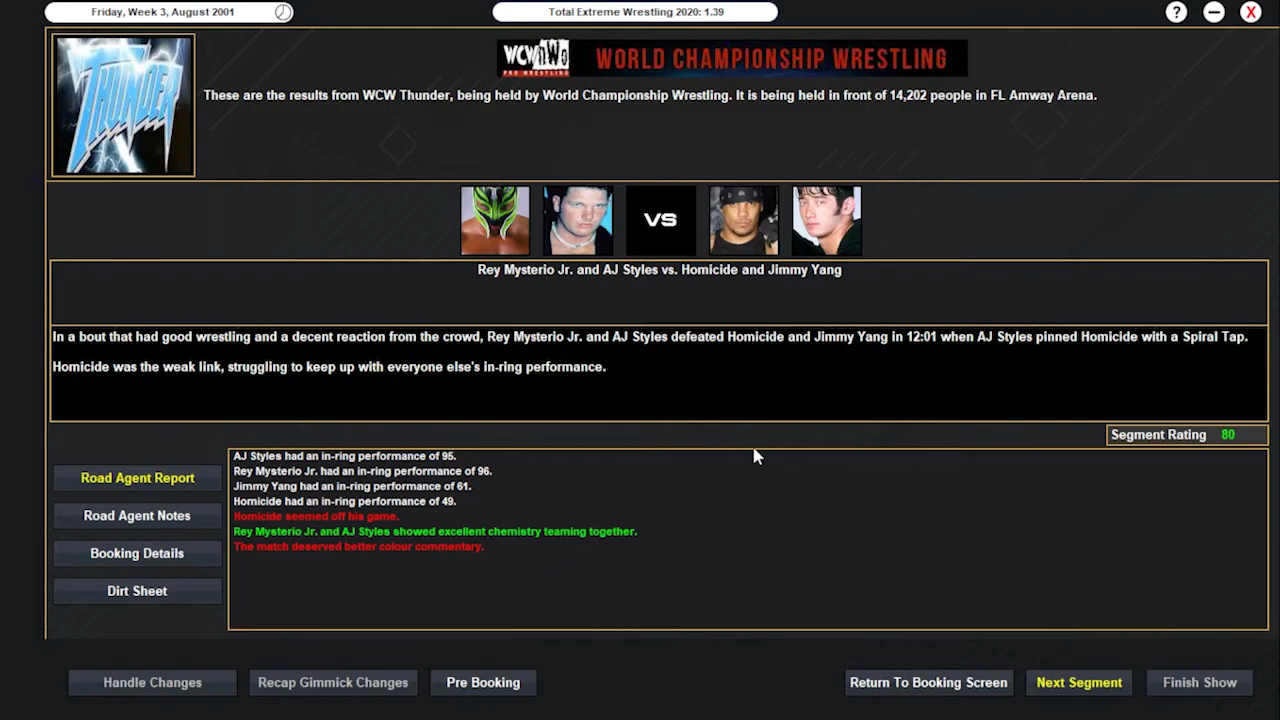 Friday, Week 3, August 2001
Total Extreme Wrestling 2020: 1.39
?
X
THUNDER
WCW nWo
PRO WRESTLING
WORLD CHAMPIONSHIP WRESTLING
These are the results from WCW Thunder, being held by World Championship Wrestling. It is being held in front of 14,202 people in FL Amway Arena.
VS
Rey Mysterio Jr. and AJ Styles vs. Homicide and Jimmy Yang
In a bout that had good wrestling and a decent reaction from the crowd, Rey Mysterio Jr. and AJ Styles defeated Homicide and Jimmy Yang in 12:01 when AJ Styles pinned Homicide with a Spiral Tap.
Homicide was the weak link, struggling to keep up with everyone else's in-ring performance.
Segment Rating 80
Road Agent Report
Road Agent Notes
Booking Details
Dirt Sheet
AJ Styles had an in-ring performance of 95.
Rey Mysterio Jr. had an in-ring performance of 96.
Jimmy Yang had an in-ring performance of 61.
Homicide had an in-ring performance of 49.
Homicide seemed off his game.
Rey Mysterio Jr. and AJ Styles showed excellent chemistry teaming together.
The match deserved better colour commentary.
Handle Changes
Recap Gimmick Changes
Pre Booking
Return To Booking Screen
Next Segment
Finish Show